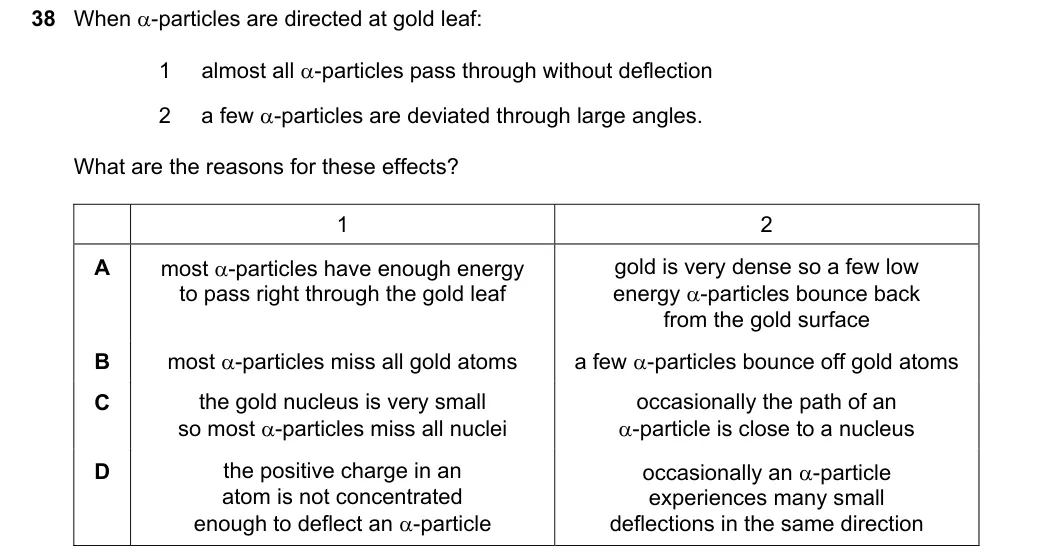 38 When α-particles are directed at gold leaf:
1 almost all α-particles pass through without deflection
2 a few α-particles are deviated through large angles.
What are the reasons for these effects?
1 2
A most α-particles have enough energy
to pass right through the gold leaf
gold is very dense so a few low
energy α-particles bounce back
from the gold surface
B most α-particles miss all gold atoms
a few α-particles bounce off gold atoms
C the gold nucleus is very small
so most α-particles miss all nuclei
occasionally the path of an
α-particle is close to a nucleus
D the positive charge in an
atom is not concentrated
enough to deflect an α-particle
occasionally an α-particle
experiences many small
deflections in the same direction